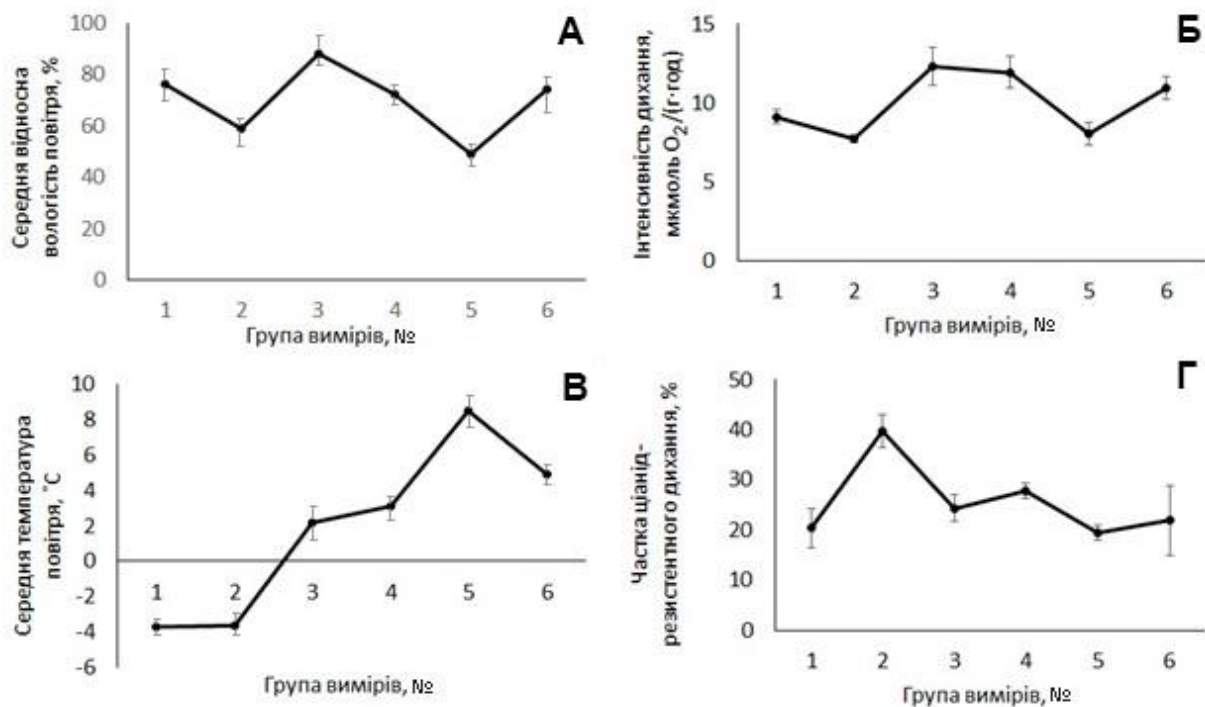 А
Середня відносна
вологість повітря, %
100
80
60
40
20
0
1 2 3 4 5 6
Група вимірів, №
Б
Інтенсивність дихання,
мкмоль O₂/(г·год)
15
10
5
0
1 2 3 4 5 6
Група вимірів, №
В
Середня температура
повітря, ˚С
10
8
6
4
2
0
-2
-4
-6
1 2 3 4 5 6
Група вимірів, №
Г
Частка ціанід-
резистентного дихання, %
50
40
30
20
10
0
1 2 3 4 5 6
Група вимірів, №